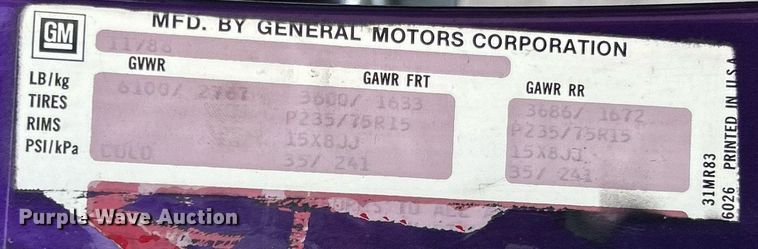 GM
MFD. BY GENERAL MOTORS CORPORATION
11/88
GVWR GAWR FRT GAWR RR
LB/kg 6100/ 2767 3600/ 1633 3686/ 1672
TIRES P235/75R15 P235/75R15
RIMS 15X8JJ 15X8JJ
PSI/kPa COLD 35/ 241 35/ 241
31MR83
6026 PRINTED IN U.S.A.
Purple Wave Auction